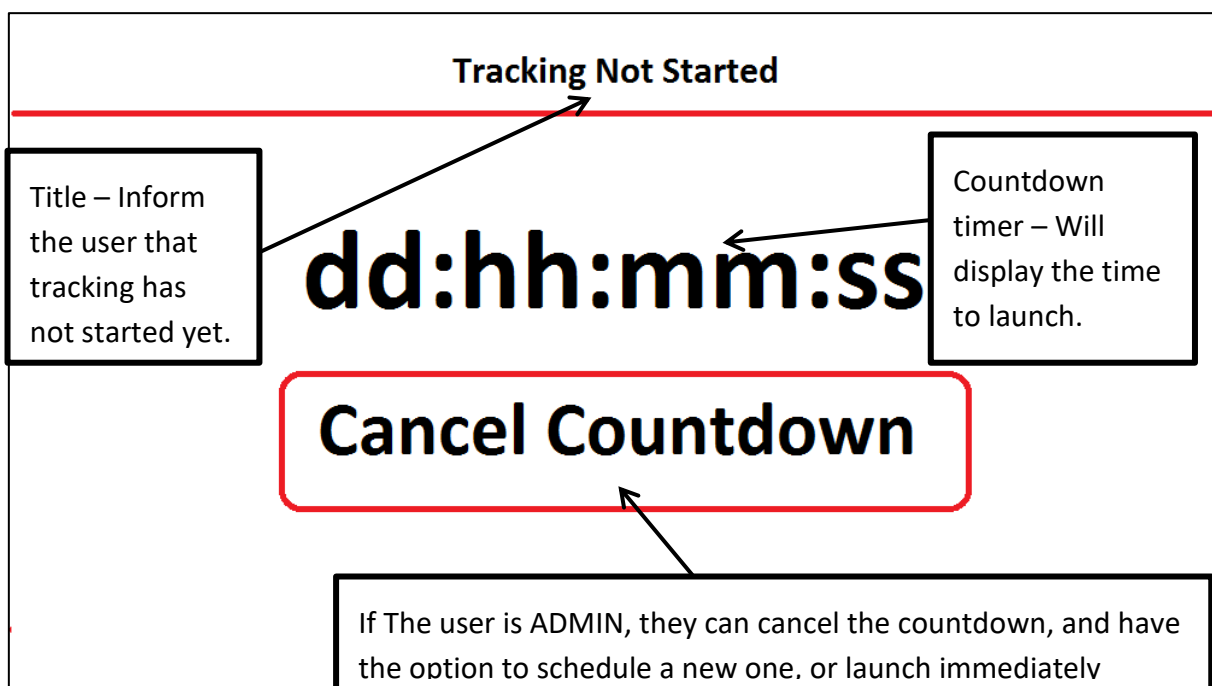 Tracking Not Started
Title – Inform
the user that
tracking has
not started yet.
Countdown
timer – Will
display the time
to launch.
dd:hh:mm:ss
Cancel Countdown
If The user is ADMIN, they can cancel the countdown, and have
the option to schedule a new one, or launch immediately